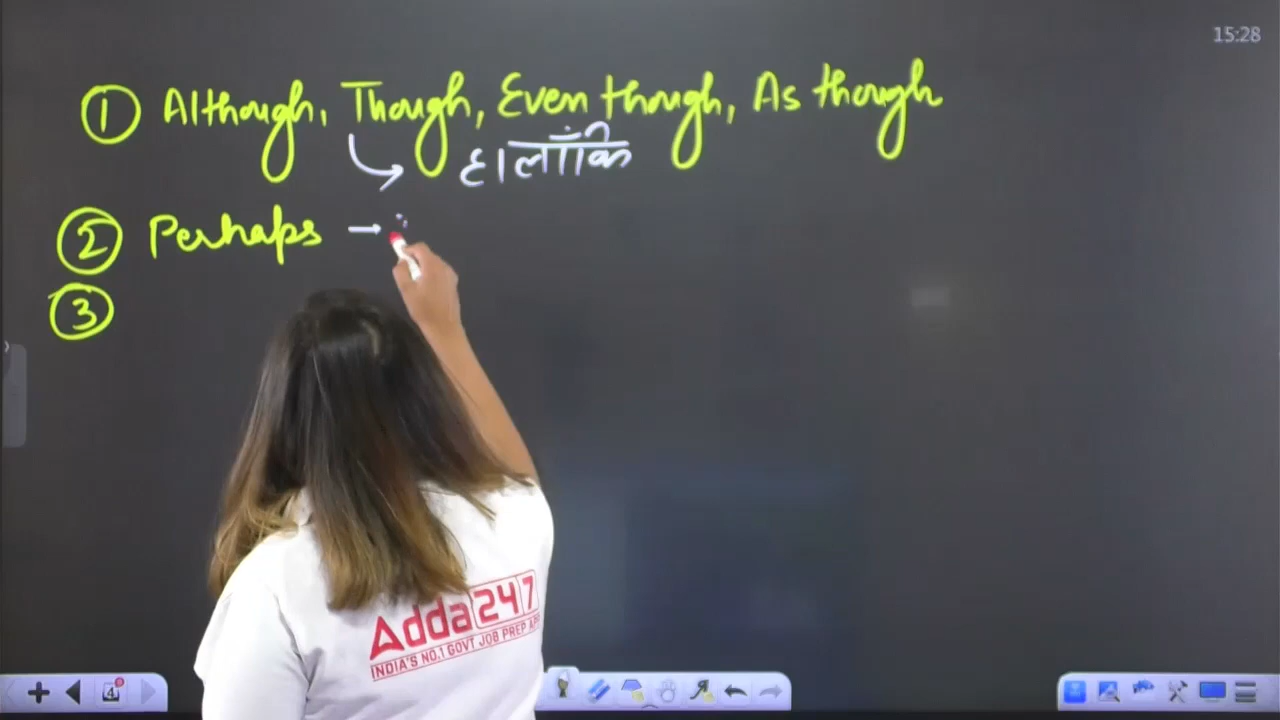 15:28
① Although, Though, Even though, As though
हालाँकि
② Perhaps →
③
Adda247
INDIA'S NO.1 GOVT JOB PREP APP
4